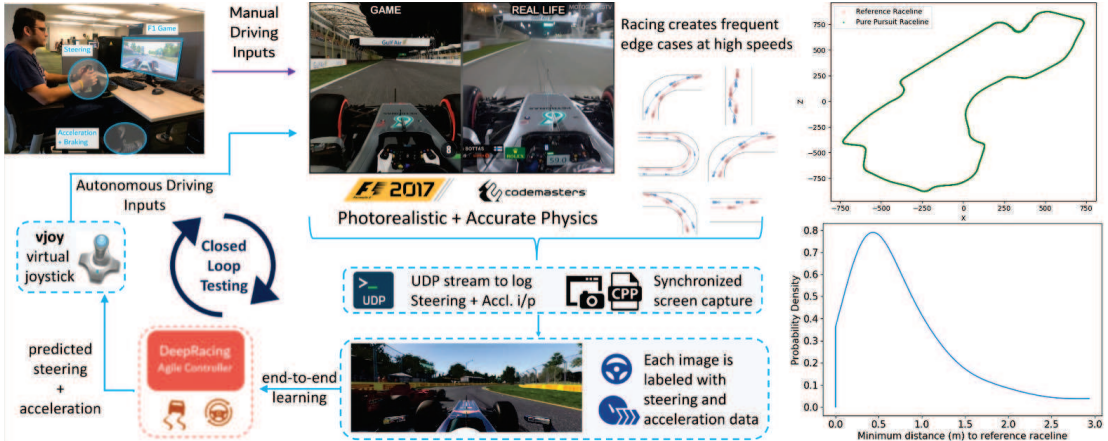 Steering
F1 Game
Acceleration
+ Braking
Manual
Driving
Inputs
GAME
REAL LIFE
Gulf Air
BOTTAS
ROLEX
F1 2017
codemasters
Photorealistic + Accurate Physics
Racing creates frequent
edge cases at high speeds
Autonomous Driving
Inputs
vjoy
virtual
joystick
Closed
Loop
Testing
>_
UDP
UDP stream to log
Steering + Accl. i/p
CPP
Synchronized
screen capture
predicted
steering
+
acceleration
DeepRacing
Agile Controller
end-to-end
learning
Each image is
labeled with
steering and
acceleration data
Reference Raceline
Pure Pursuit Raceline
Z
750
500
250
0
−250
−500
−750
−750 −500 −250 0 250 500 750
X
Probability Density
0.8
0.7
0.6
0.5
0.4
0.3
0.2
0.1
0.0
0.0 0.5 1.0 1.5 2.0 2.5 3.0
Minimum distance (m) to reference raceline